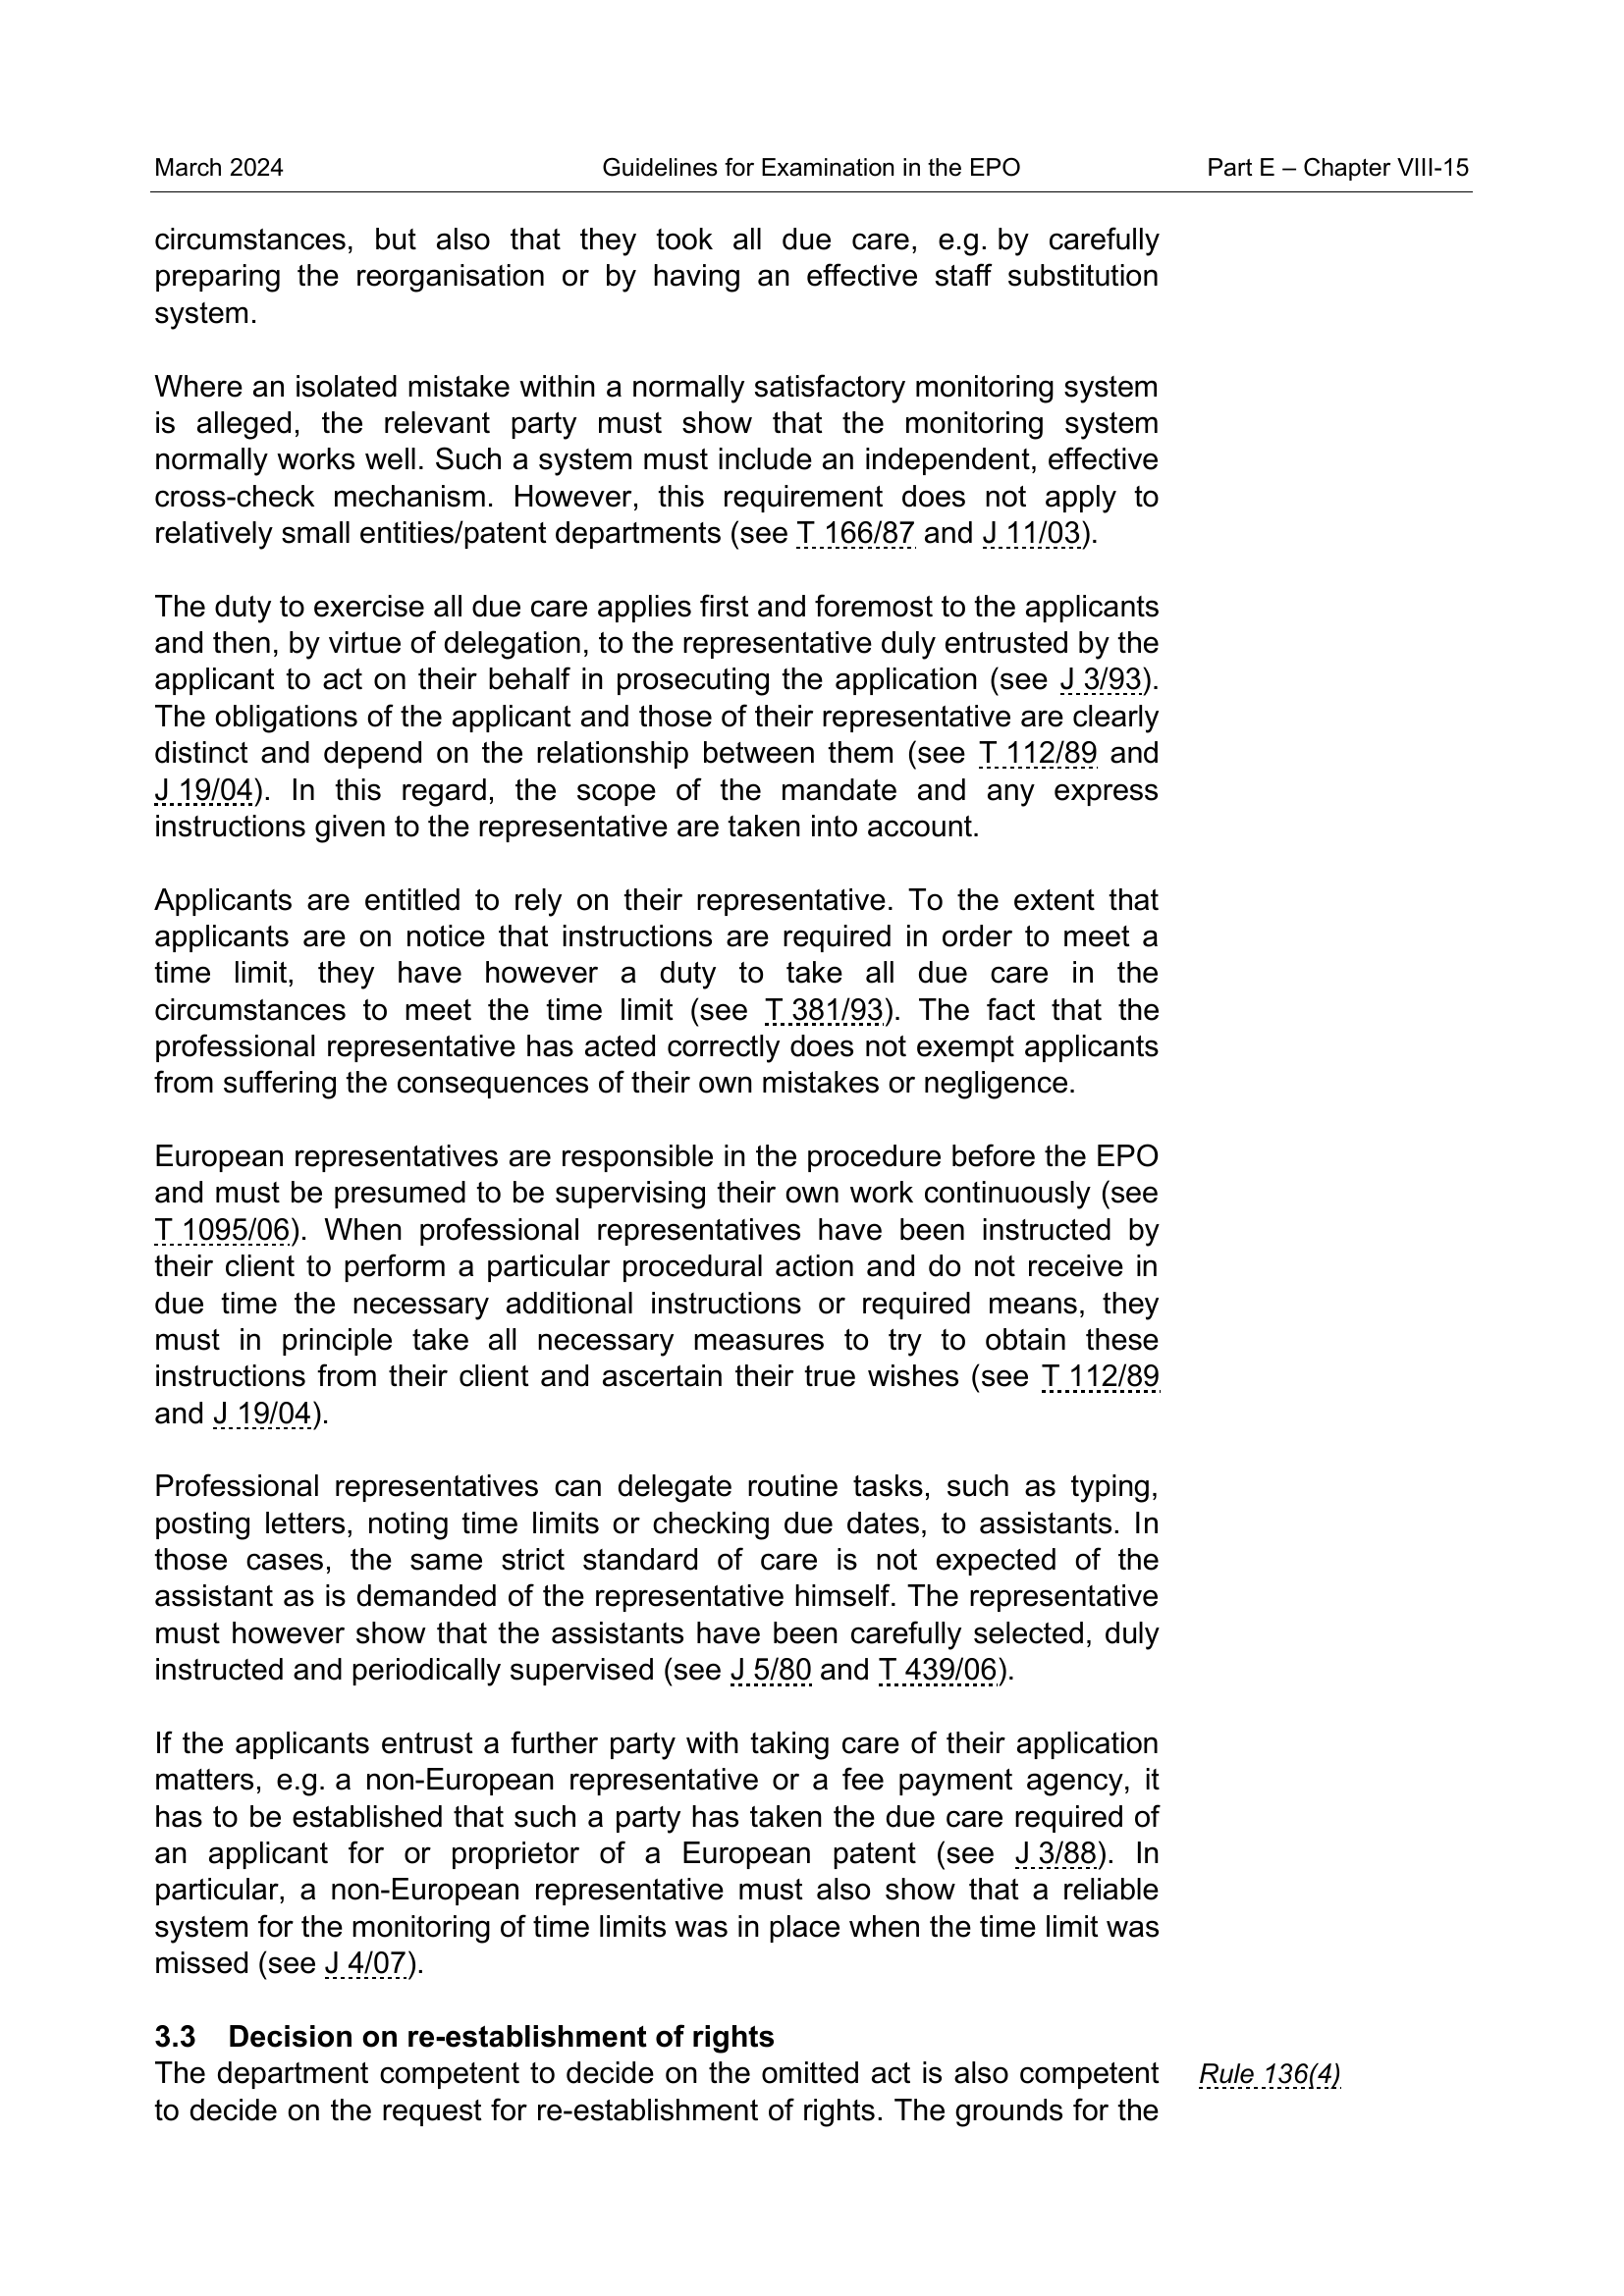 March 2024 Guidelines for Examination in the EPO Part E – Chapter VIII-15
circumstances, but also that they took all due care, e.g. by carefully
preparing the reorganisation or by having an effective staff substitution
system.
Where an isolated mistake within a normally satisfactory monitoring system
is alleged, the relevant party must show that the monitoring system
normally works well. Such a system must include an independent, effective
cross-check mechanism. However, this requirement does not apply to
relatively small entities/patent departments (see T 166/87 and J 11/03).
The duty to exercise all due care applies first and foremost to the applicants
and then, by virtue of delegation, to the representative duly entrusted by the
applicant to act on their behalf in prosecuting the application (see J 3/93).
The obligations of the applicant and those of their representative are clearly
distinct and depend on the relationship between them (see T 112/89 and
J 19/04). In this regard, the scope of the mandate and any express
instructions given to the representative are taken into account.
Applicants are entitled to rely on their representative. To the extent that
applicants are on notice that instructions are required in order to meet a
time limit, they have however a duty to take all due care in the
circumstances to meet the time limit (see T 381/93). The fact that the
professional representative has acted correctly does not exempt applicants
from suffering the consequences of their own mistakes or negligence.
European representatives are responsible in the procedure before the EPO
and must be presumed to be supervising their own work continuously (see
T 1095/06). When professional representatives have been instructed by
their client to perform a particular procedural action and do not receive in
due time the necessary additional instructions or required means, they
must in principle take all necessary measures to try to obtain these
instructions from their client and ascertain their true wishes (see T 112/89
and J 19/04).
Professional representatives can delegate routine tasks, such as typing,
posting letters, noting time limits or checking due dates, to assistants. In
those cases, the same strict standard of care is not expected of the
assistant as is demanded of the representative himself. The representative
must however show that the assistants have been carefully selected, duly
instructed and periodically supervised (see J 5/80 and T 439/06).
If the applicants entrust a further party with taking care of their application
matters, e.g. a non-European representative or a fee payment agency, it
has to be established that such a party has taken the due care required of
an applicant for or proprietor of a European patent (see J 3/88). In
particular, a non-European representative must also show that a reliable
system for the monitoring of time limits was in place when the time limit was
missed (see J 4/07).
3.3 Decision on re-establishment of rights
The department competent to decide on the omitted act is also competent Rule 136(4)
to decide on the request for re-establishment of rights. The grounds for the